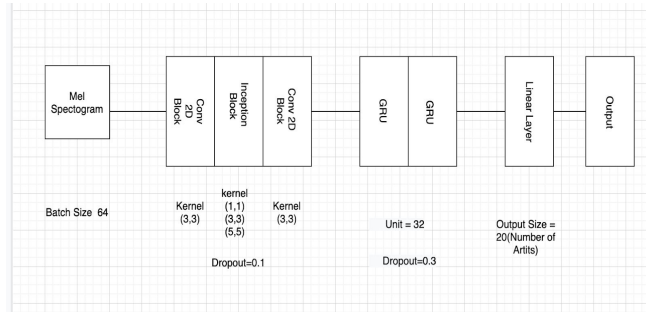 Mel
Spectogram
Conv
2D
Block
Inception
Block
Conv 2D
Block
GRU
GRU
Linear Layer
Output
Batch Size 64
Kernel
(3,3)
kernel
(1,1)
(3,3)
(5,5)
Kernel
(3,3)
Dropout=0.1
Unit = 32
Dropout=0.3
Output Size =
20(Number of
Artits)